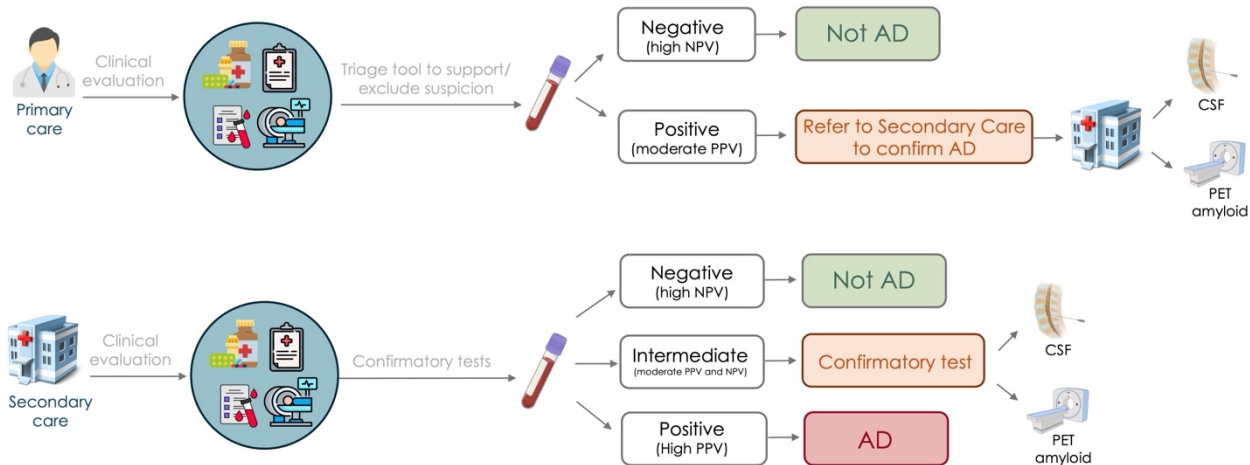 Primary
care
Clinical
evaluation
Triage tool to support/
exclude suspicion
Negative
(high NPV)
Not AD
Positive
(moderate PPV)
Refer to Secondary Care
to confirm AD
CSF
PET
amyloid
Secondary
care
Clinical
evaluation
Confirmatory tests
Negative
(high NPV)
Not AD
Intermediate
(moderate PPV and NPV)
Confirmatory test
Positive
(High PPV)
AD
CSF
PET
amyloid